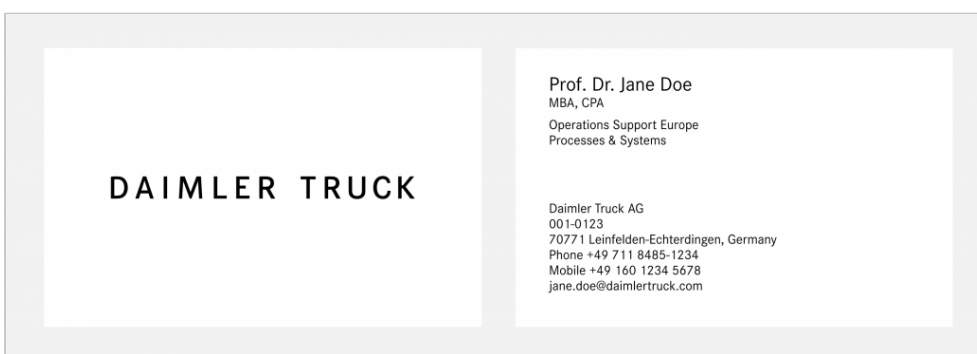 DAIMLER TRUCK
Prof. Dr. Jane Doe
MBA, CPA
Operations Support Europe
Processes & Systems
Daimler Truck AG
001-0123
70771 Leinfelden-Echterdingen, Germany
Phone +49 711 8485-1234
Mobile +49 160 1234 5678
jane.doe@daimlertruck.com